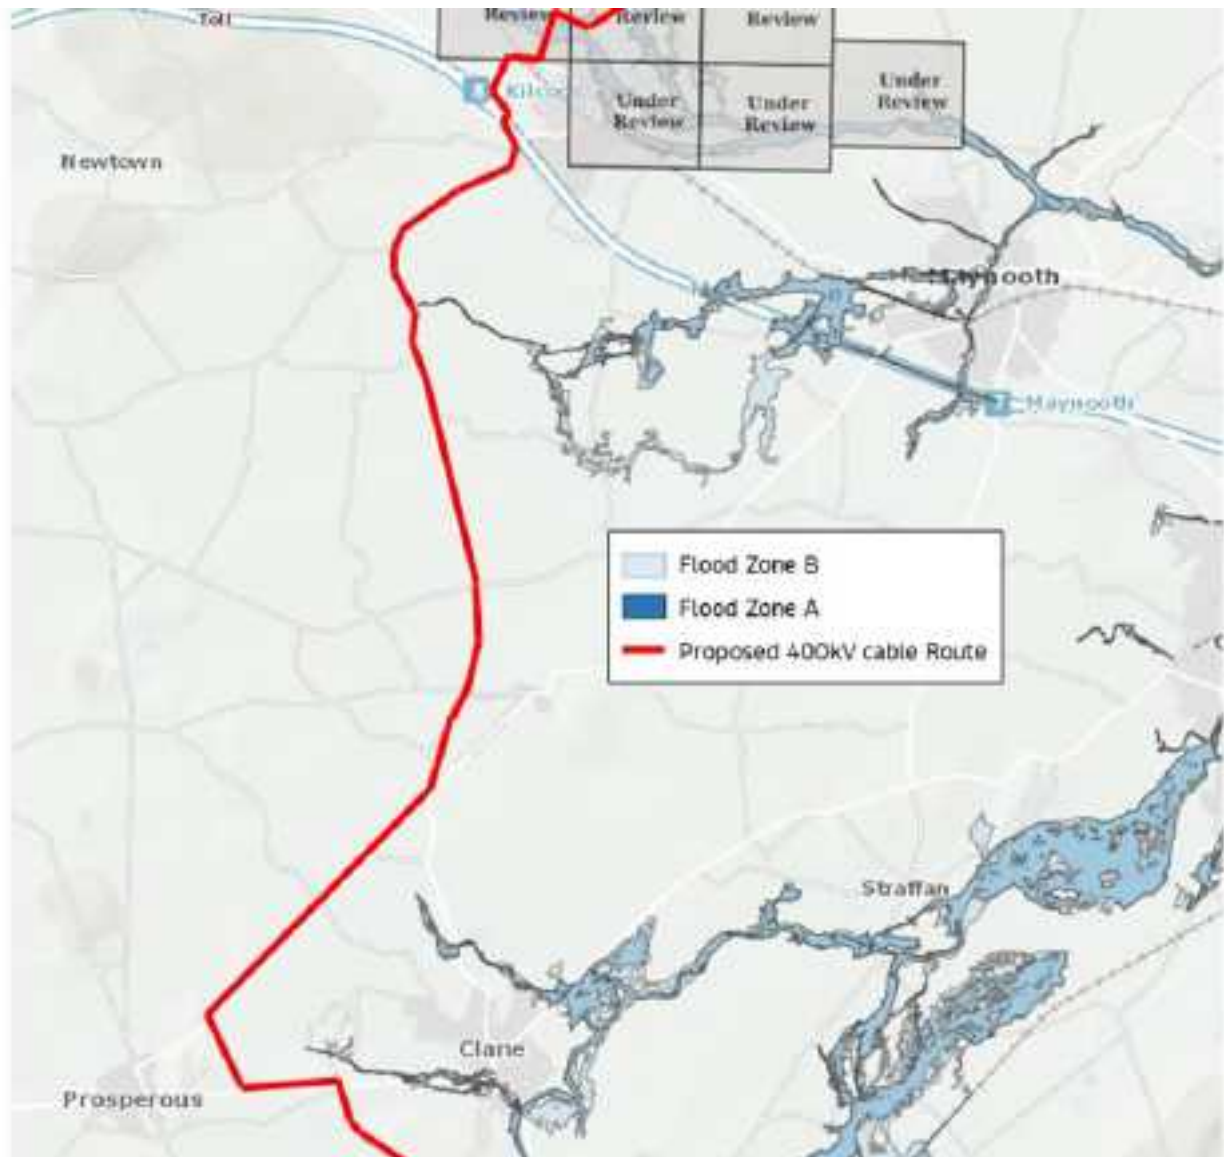 Toll
Review
Review
Review
Under
Review
Under
Review
Under
Review
Newtown
Maynooth
Maynooth
Flood Zone B
Flood Zone A
Proposed 400kV cable Route
Straffan
Clane
Prosperous